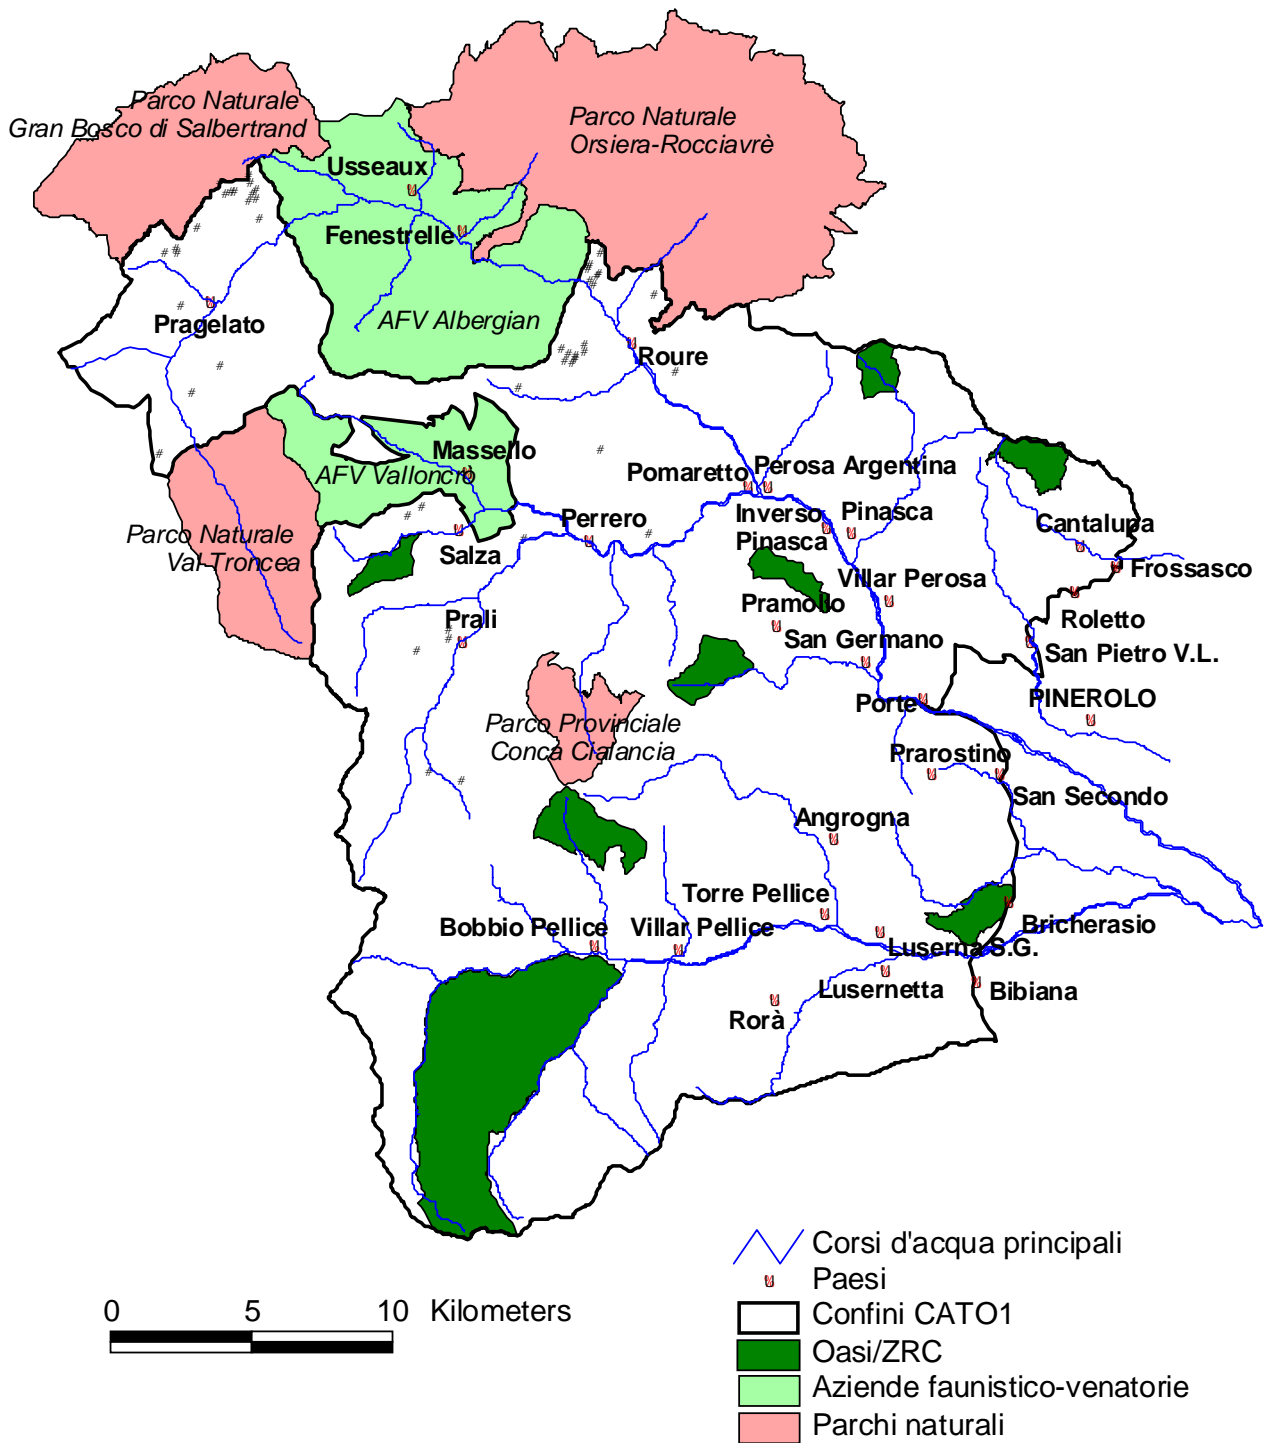 Parco Naturale
Gran Bosco di Salbertrand
Parco Naturale
Orsiera-Rocciavrè
Usseaux
Fenestrelle
Pragelato
AFV Albergian
Roure
Massello
AFV Valloncrò
Pomaretto
Perosa Argentina
Inverso
Pinasca
Pinasca
Perrero
Cantalupa
Parco Naturale
Val Troncea
Salza
Frossasco
Villar Perosa
Pramollo
Roletto
Prali
San Germano
San Pietro V.L.
Porte
PINEROLO
Parco Provinciale
Conca Cialancia
Prarostino
San Secondo
Angrogna
Torre Pellice
Bobbio Pellice
Villar Pellice
Bricherasio
Luserna S.G.
Lusernetta
Bibiana
Rorà
Corsi d'acqua principali
Paesi
0 5 10 Kilometers
Confini CATO1
Oasi/ZRC
Aziende faunistico-venatorie
Parchi naturali